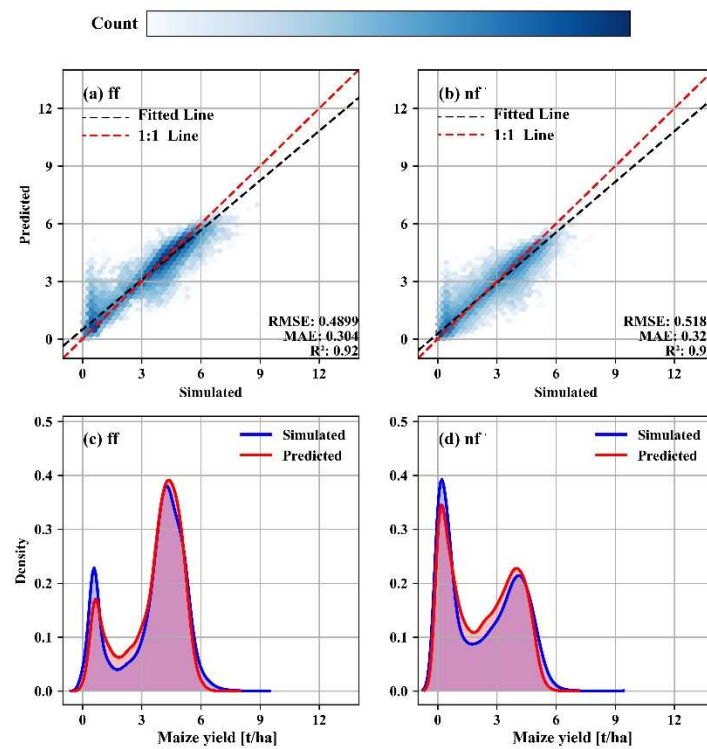 Count
(a) ff
Fitted Line
1:1 Line
12
9
6
3
0
Predicted
RMSE: 0.4899
MAE: 0.304
R²: 0.92
0 3 6 9 12
Simulated
(b) nf
Fitted Line
1:1 Line
12
9
6
3
0
RMSE: 0.518
MAE: 0.32
R²: 0.9
0 3 6 9 12
Simulated
(c) ff
Simulated
Predicted
0.5
0.4
0.3
0.2
0.1
0.0
Density
0 3 6 9 12
Maize yield [t/ha]
(d) nf
Simulated
Predicted
0.5
0.4
0.3
0.2
0.1
0.0
0 3 6 9 12
Maize yield [t/ha]